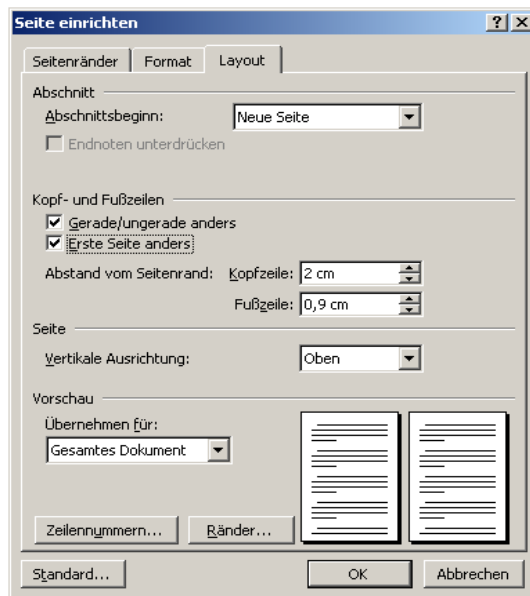 Seite einrichten
Seitenränder Format Layout
Abschnitt
Abschnittsbeginn: Neue Seite
Endnoten unterdrücken
Kopf- und Fußzeilen
Gerade/ungerade anders
Erste Seite anders
Abstand vom Seitenrand: Kopfzeile: 2 cm
Fußzeile: 0,9 cm
Seite
Vertikale Ausrichtung: Oben
Vorschau
Übernehmen für:
Gesamtes Dokument
Zeilennummern... Ränder...
Standard... OK Abbrechen